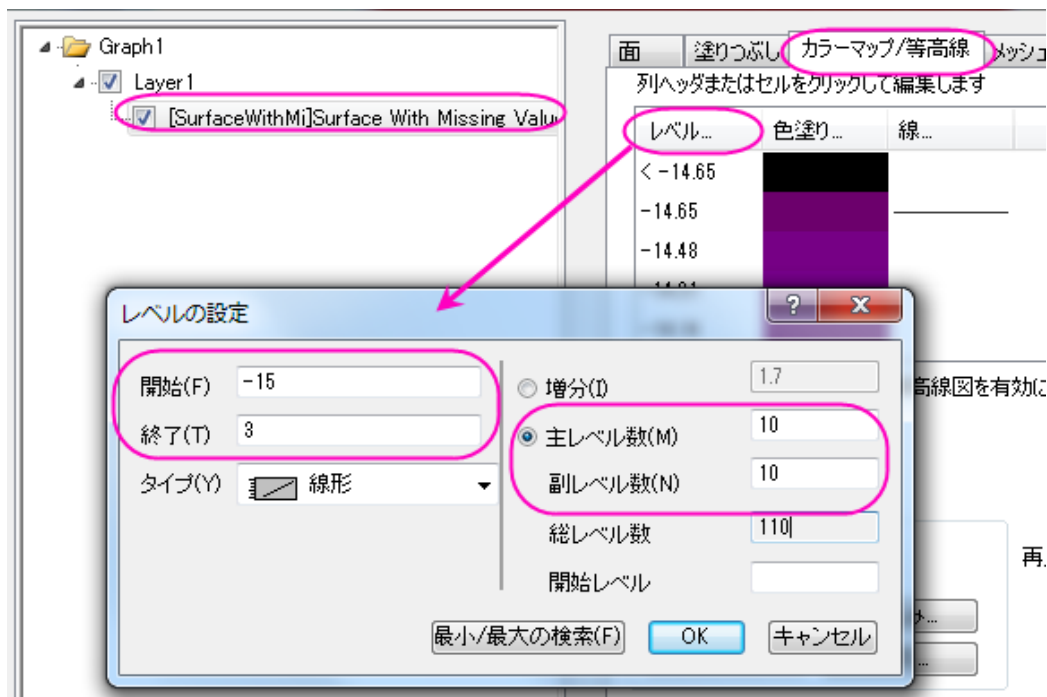 Graph1
Layer1
[SurfaceWithMi]Surface With Missing Valu
面 塗りつぶし カラーマップ/等高線 メッシュ
列ヘッダまたはセルをクリックして編集します
レベル... 色塗り... 線...
< -14.65
-14.65
-14.48
レベルの設定
開始(F) -15
終了(T) 3
タイプ(Y) 線形
増分(I) 1.7
主レベル数(M) 10
副レベル数(N) 10
総レベル数 110
開始レベル
最小/最大の検索(F) OK キャンセル
高線図を有効に
再